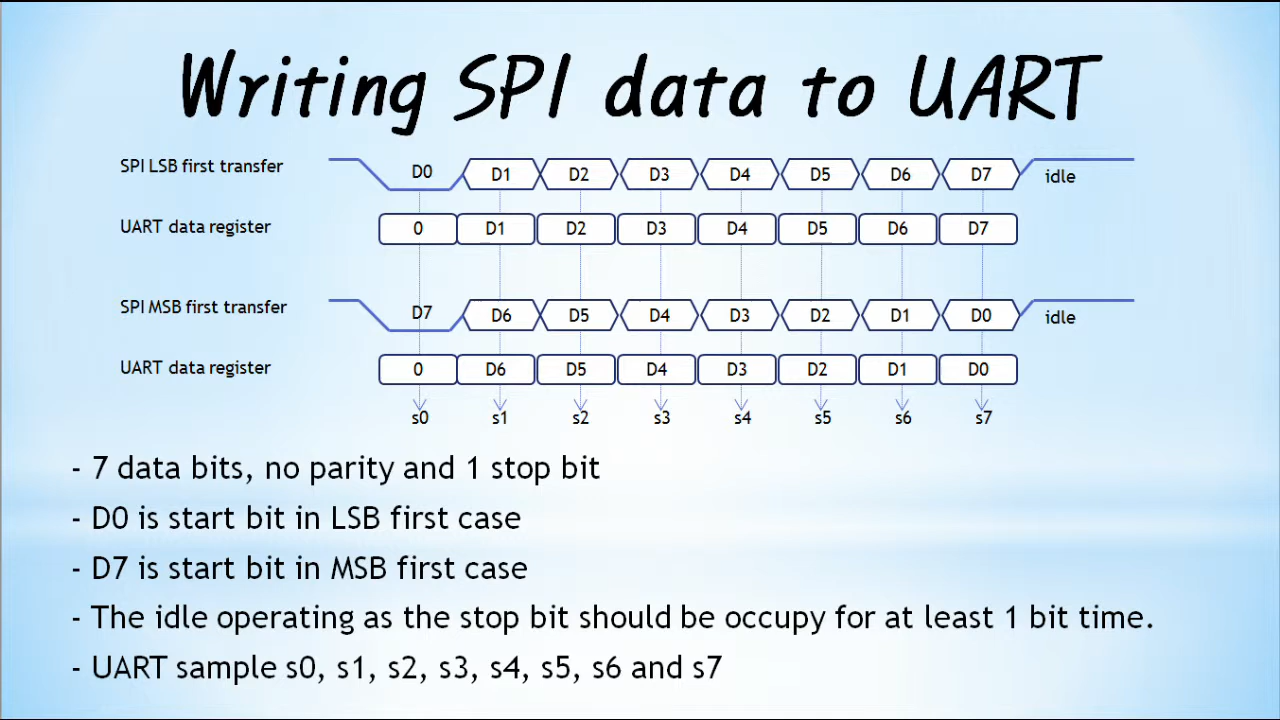 Writing SPI data to UART
SPI LSB first transfer D0 D1 D2 D3 D4 D5 D6 D7 idle
UART data register 0 D1 D2 D3 D4 D5 D6 D7
SPI MSB first transfer D7 D6 D5 D4 D3 D2 D1 D0 idle
UART data register 0 D6 D5 D4 D3 D2 D1 D0
s0 s1 s2 s3 s4 s5 s6 s7
- 7 data bits, no parity and 1 stop bit
- D0 is start bit in LSB first case
- D7 is start bit in MSB first case
- The idle operating as the stop bit should be occupy for at least 1 bit time.
- UART sample s0, s1, s2, s3, s4, s5, s6 and s7